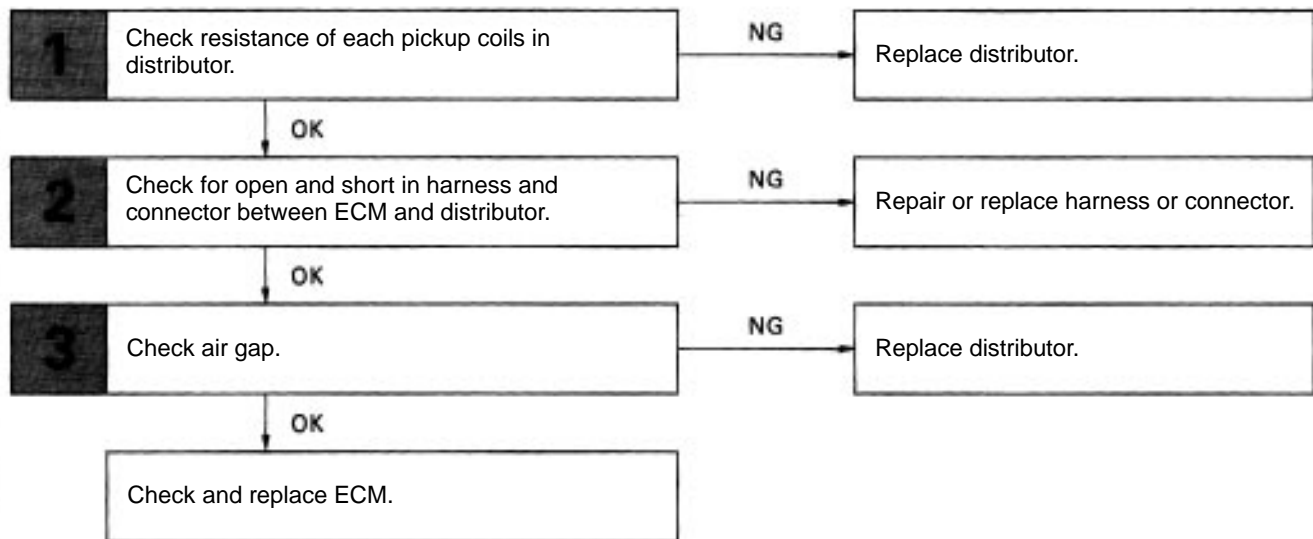 1
Check resistance of each pickup coils in
distributor.
NG
Replace distributor.
OK
2
Check for open and short in harness and
connector between ECM and distributor.
NG
Repair or replace harness or connector.
OK
3
Check air gap.
NG
Replace distributor.
OK
Check and replace ECM.